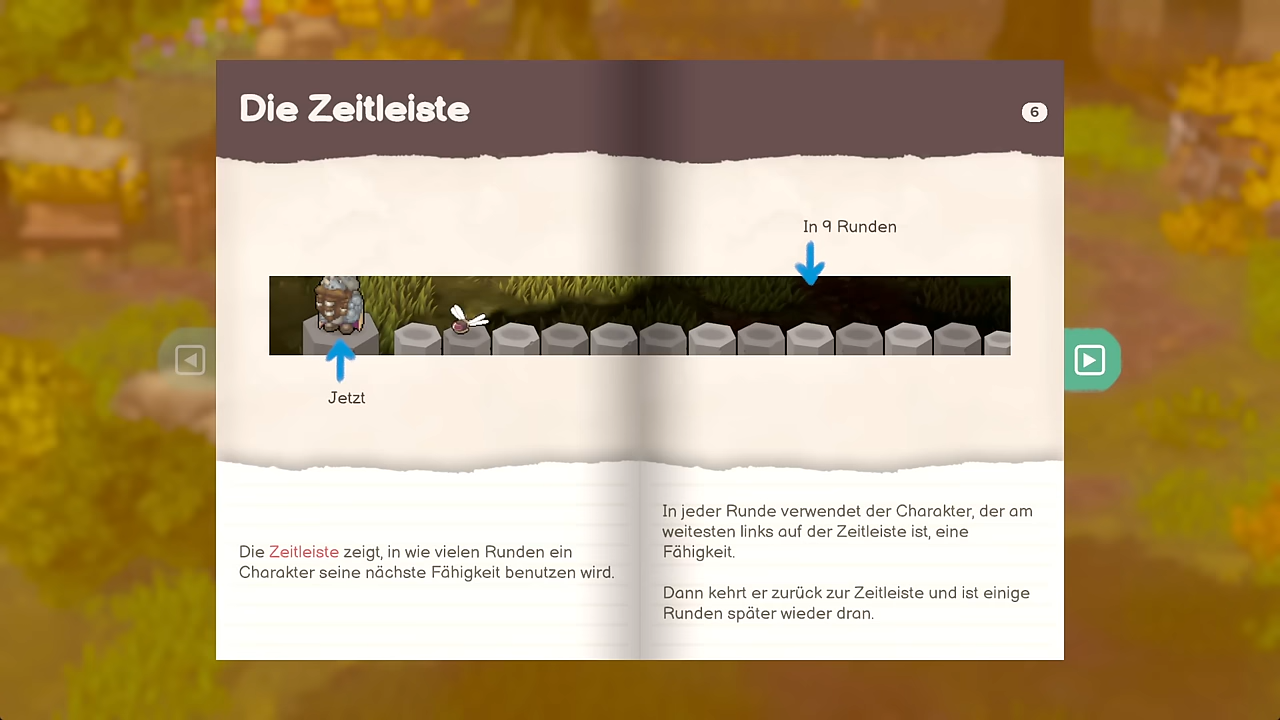 Die Zeitleiste
6
In 9 Runden
Jetzt
Die Zeitleiste zeigt, in wie vielen Runden ein
Charakter seine nächste Fähigkeit benutzen wird.
In jeder Runde verwendet der Charakter, der am
weitesten links auf der Zeitleiste ist, eine
Fähigkeit.
Dann kehrt er zurück zur Zeitleiste und ist einige
Runden später wieder dran.